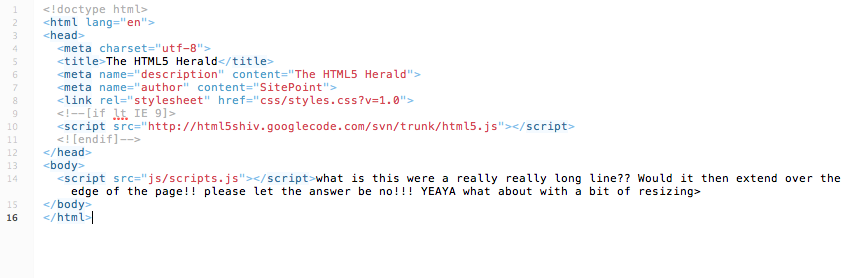 1 <!doctype html>
2 <html lang="en">
3 <head>
4 <meta charset="utf-8">
5 <title>The HTML5 Herald</title>
6 <meta name="description" content="The HTML5 Herald">
7 <meta name="author" content="SitePoint">
8 <link rel="stylesheet" href="css/styles.css?v=1.0">
9 <!--[if lt IE 9]>
10 <script src="http://html5shiv.googlecode.com/svn/trunk/html5.js"></script>
11 <![endif]-->
12 </head>
13 <body>
14 <script src="js/scripts.js"></script>what is this were a really really long line?? Would it then extend over the
edge of the page!! please let the answer be no!!! YEAYA what about with a bit of resizing>
15 </body>
16 </html>